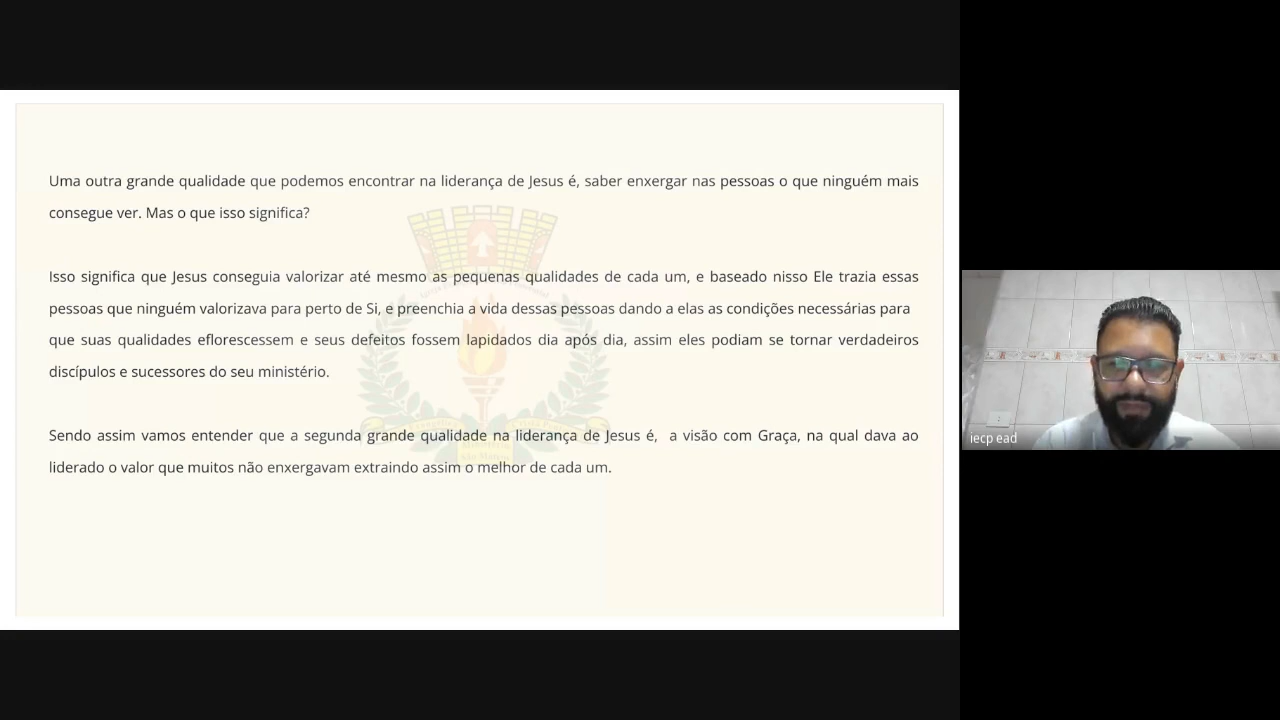 Uma outra grande qualidade que podemos encontrar na liderança de Jesus é, saber enxergar nas pessoas o que ninguém mais
consegue ver. Mas o que isso significa?
Isso significa que Jesus conseguia valorizar até mesmo as pequenas qualidades de cada um, e baseado nisso Ele trazia essas
pessoas que ninguém valorizava para perto de Si, e preenchia a vida dessas pessoas dando a elas as condições necessárias para
que suas qualidades eflorescessem e seus defeitos fossem lapidados dia após dia, assim eles podiam se tornar verdadeiros
discípulos e sucessores do seu ministério.
Sendo assim vamos entender que a segunda grande qualidade na liderança de Jesus é, a visão com Graça, na qual dava ao
liderado o valor que muitos não enxergavam extraindo assim o melhor de cada um.
iecp ead